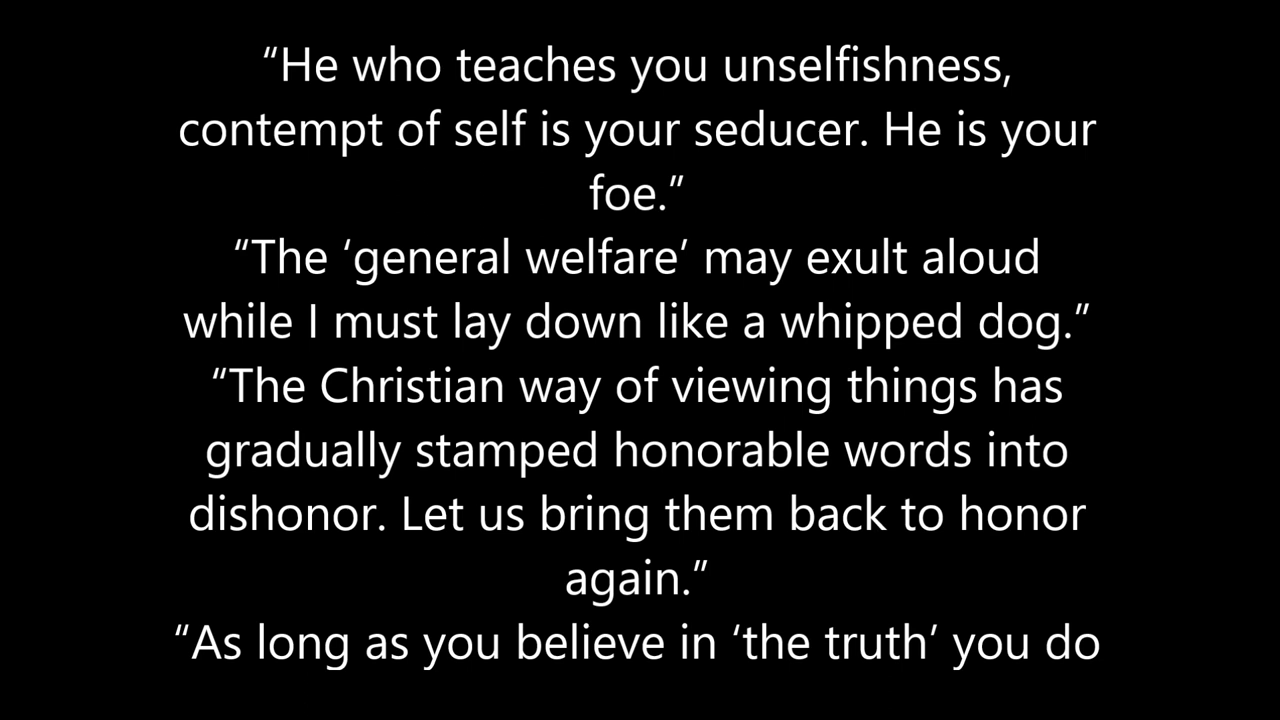 “He who teaches you unselfishness,
contempt of self is your seducer. He is your
foe.”
“The ‘general welfare’ may exult aloud
while I must lay down like a whipped dog.”
“The Christian way of viewing things has
gradually stamped honorable words into
dishonor. Let us bring them back to honor
again.”
“As long as you believe in ‘the truth’ you do